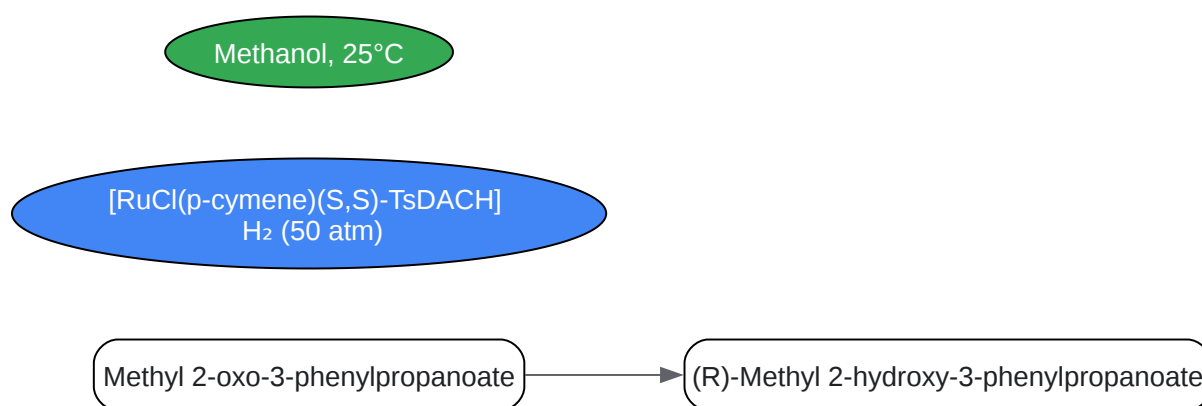 Methanol, 25°C
[RuCl(p-cymene)(S,S)-TsDACH]
H₂ (50 atm)
Methyl 2-oxo-3-phenylpropanoate
(R)-Methyl 2-hydroxy-3-phenylpropanoate